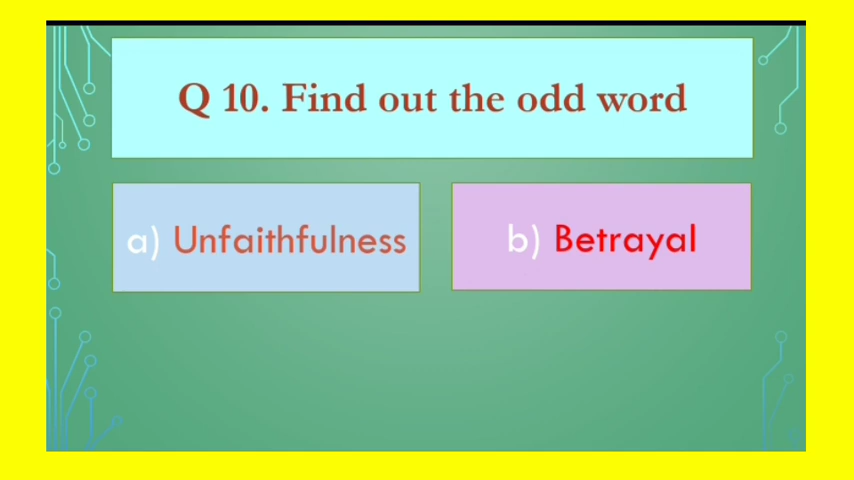 Q 10. Find out the odd word
a) Unfaithfulness
b) Betrayal